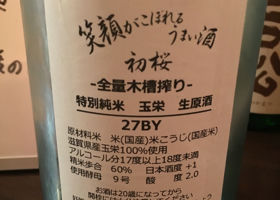 笑顔がこぼれる
うまい酒
初桜
-全量木槽搾り-
特別純米 玉栄 生原酒
27BY
原材料米 米(国産)米こうじ(国産米)
滋賀県産玉栄100%使用
アルコール分17度以上18度未満
精米歩合 60% 日本酒度 +1
使用酵母 9号 酸度 2.0
お酒は20歳になってから